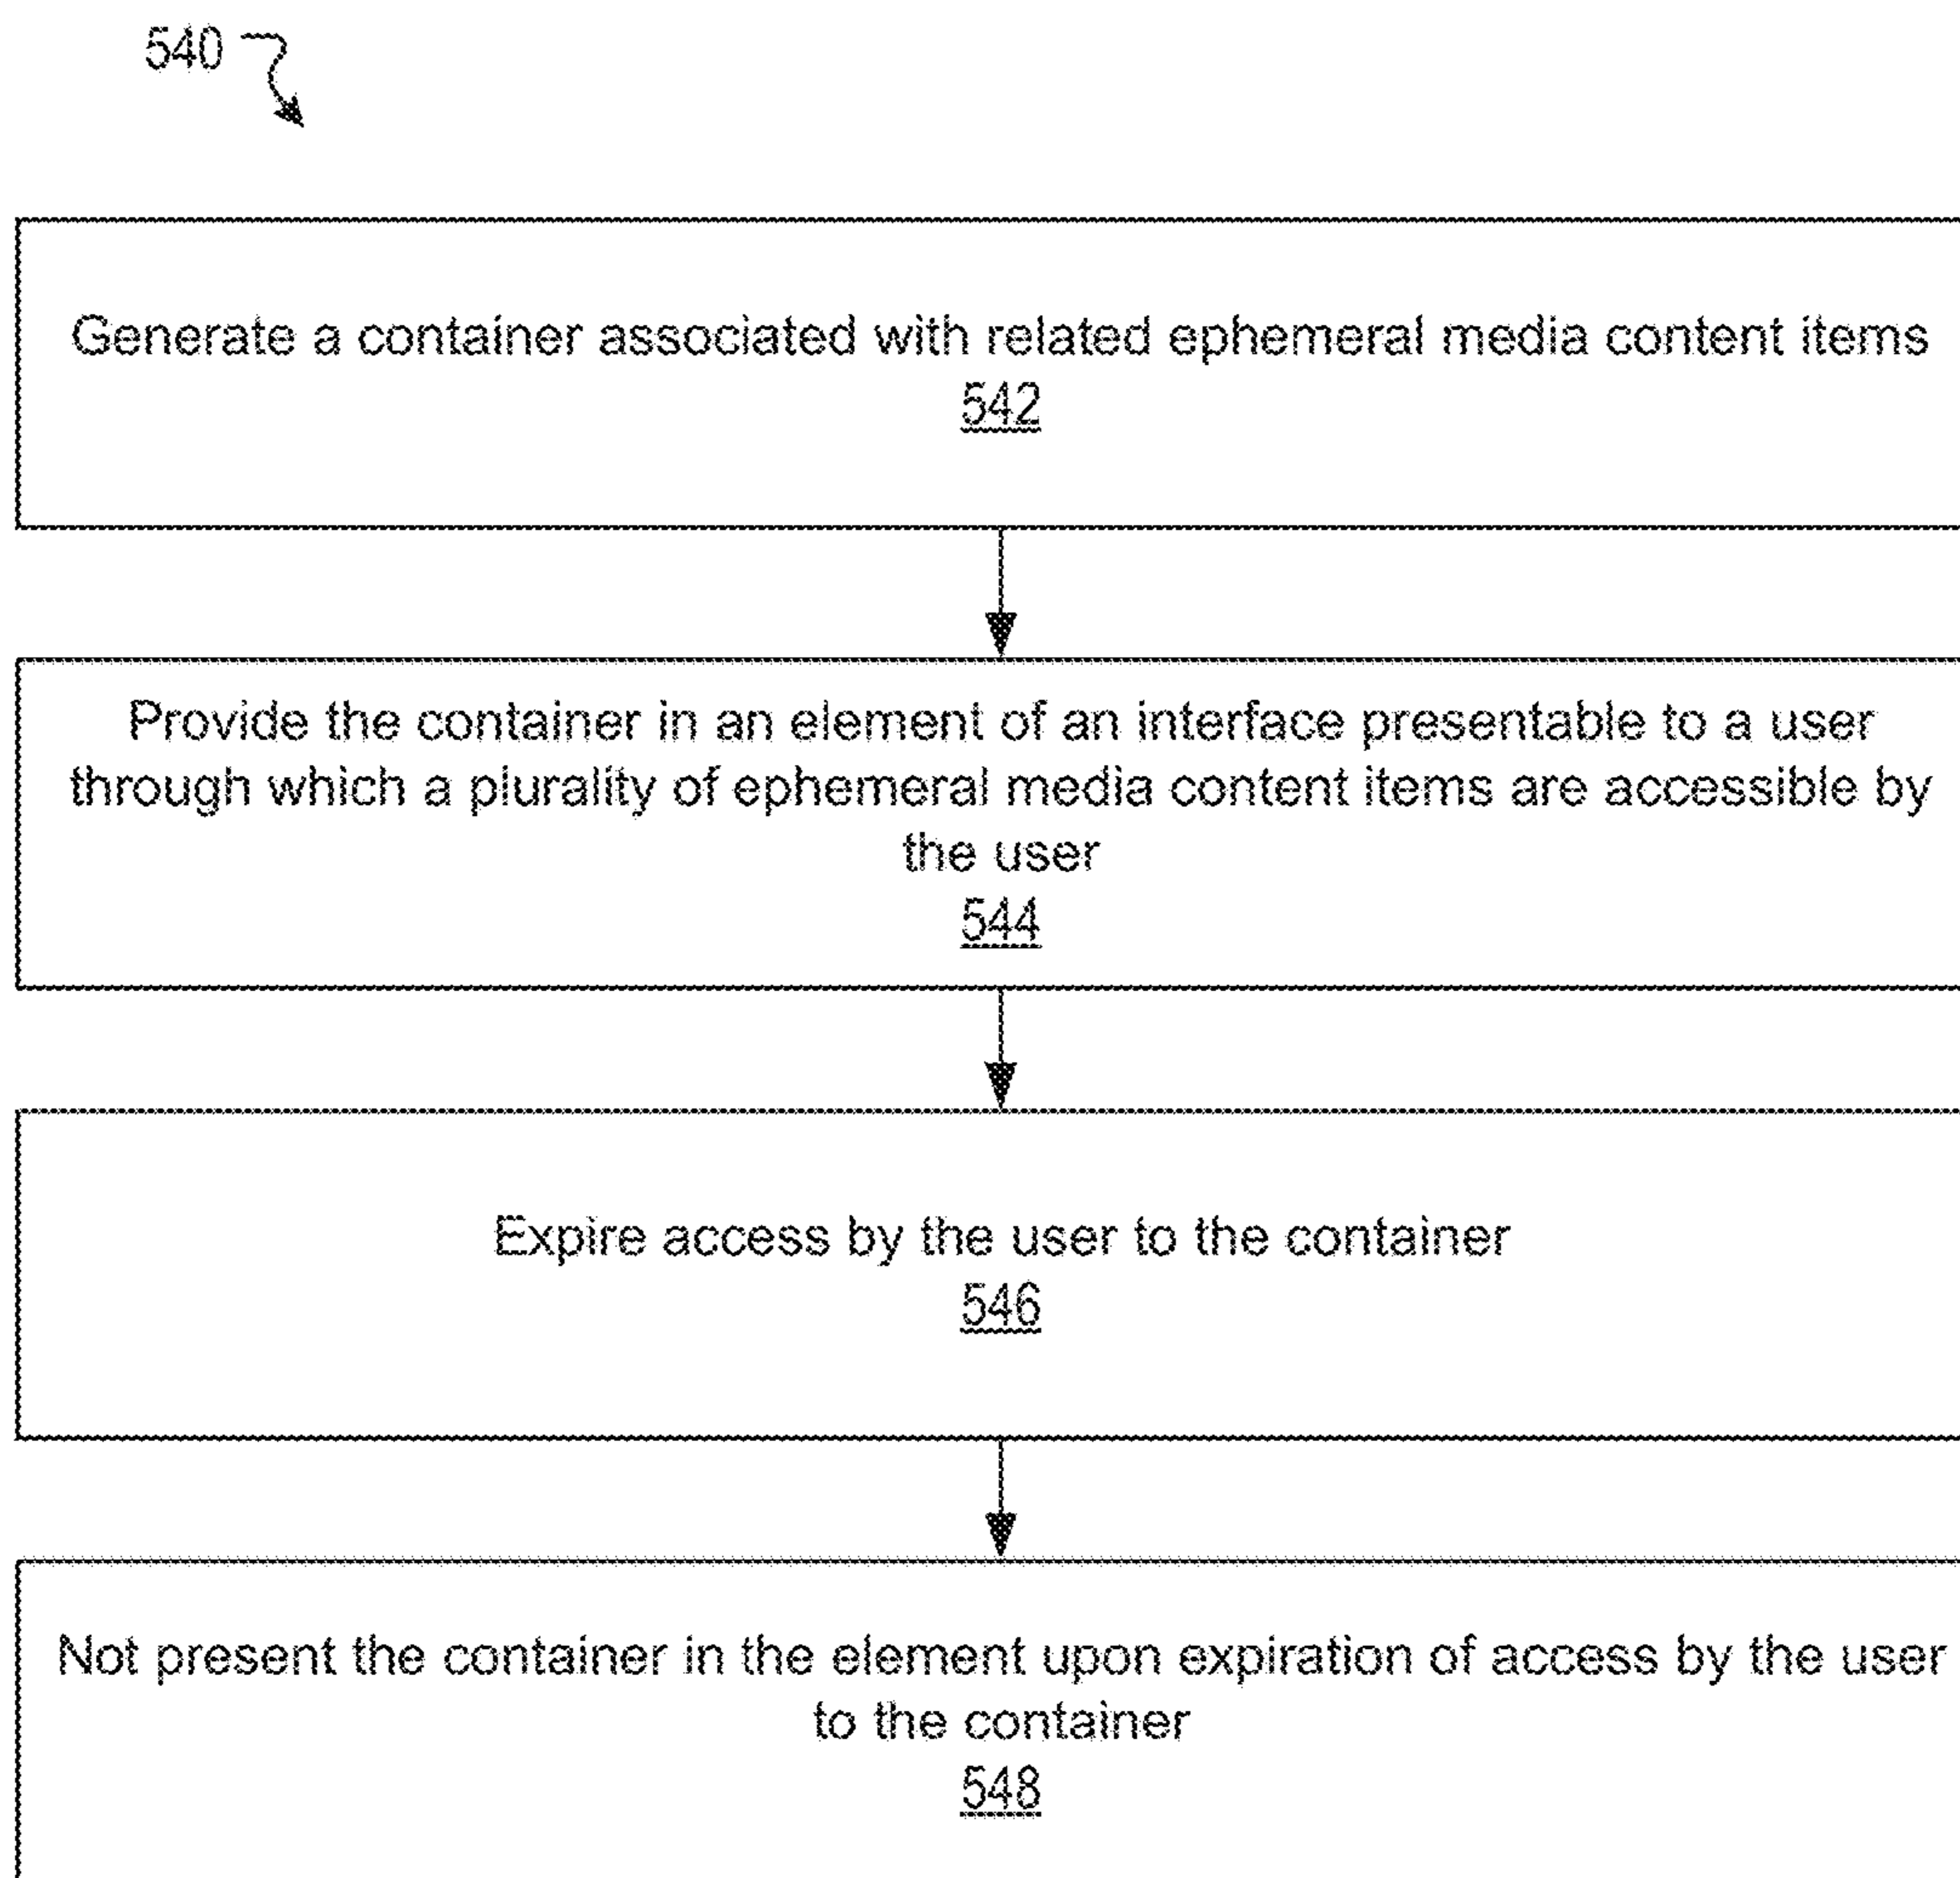 540
Generate a container associated with related ephemeral media content items
542
Provide the container in an element of an interface presentable to a user
through which a plurality of ephemeral media content items are accessible by
the user
544
Expire access by the user to the container
546
Not present the container in the element upon expiration of access by the user
to the container
548